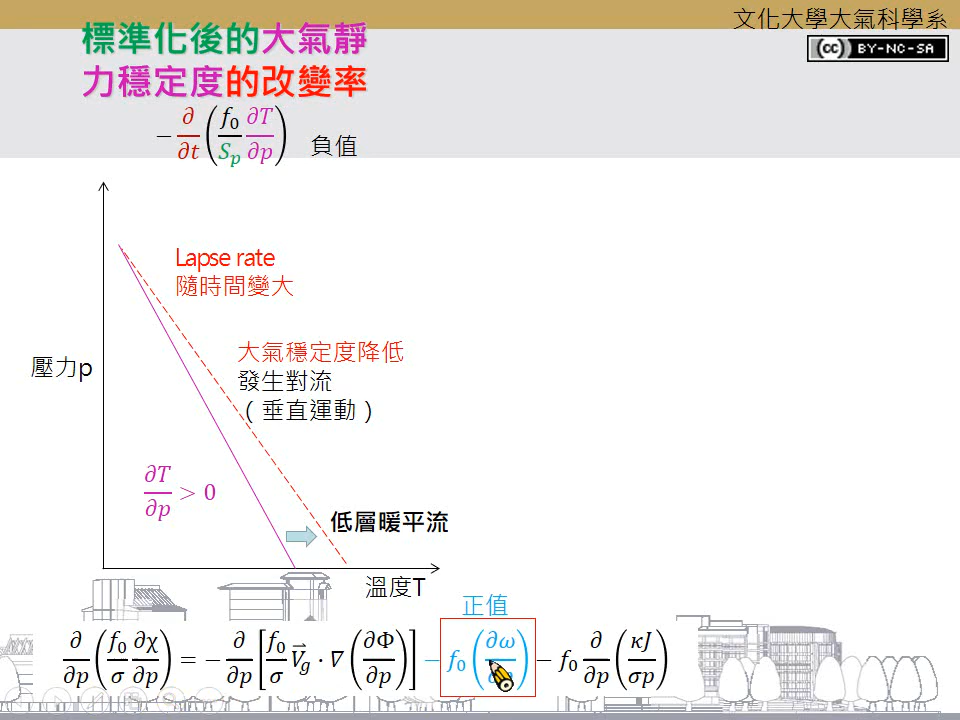 文化大學大氣科學系
BY-NC-SA
標準化後的大氣靜
力穩定度的改變率
−∂/∂t (f₀/Sₚ ∂T/∂p) 負值
Lapse rate
隨時間變大
大氣穩定度降低
發生對流
（垂直運動）
壓力p
∂T/∂p > 0
低層暖平流
溫度T
正值
∂/∂p (f₀/σ ∂χ/∂p) = −∂/∂p [f₀/σ V⃗g · ∇ (∂Φ/∂p)] − f₀ (∂ω/) − f₀ ∂/∂p (κJ/σp)